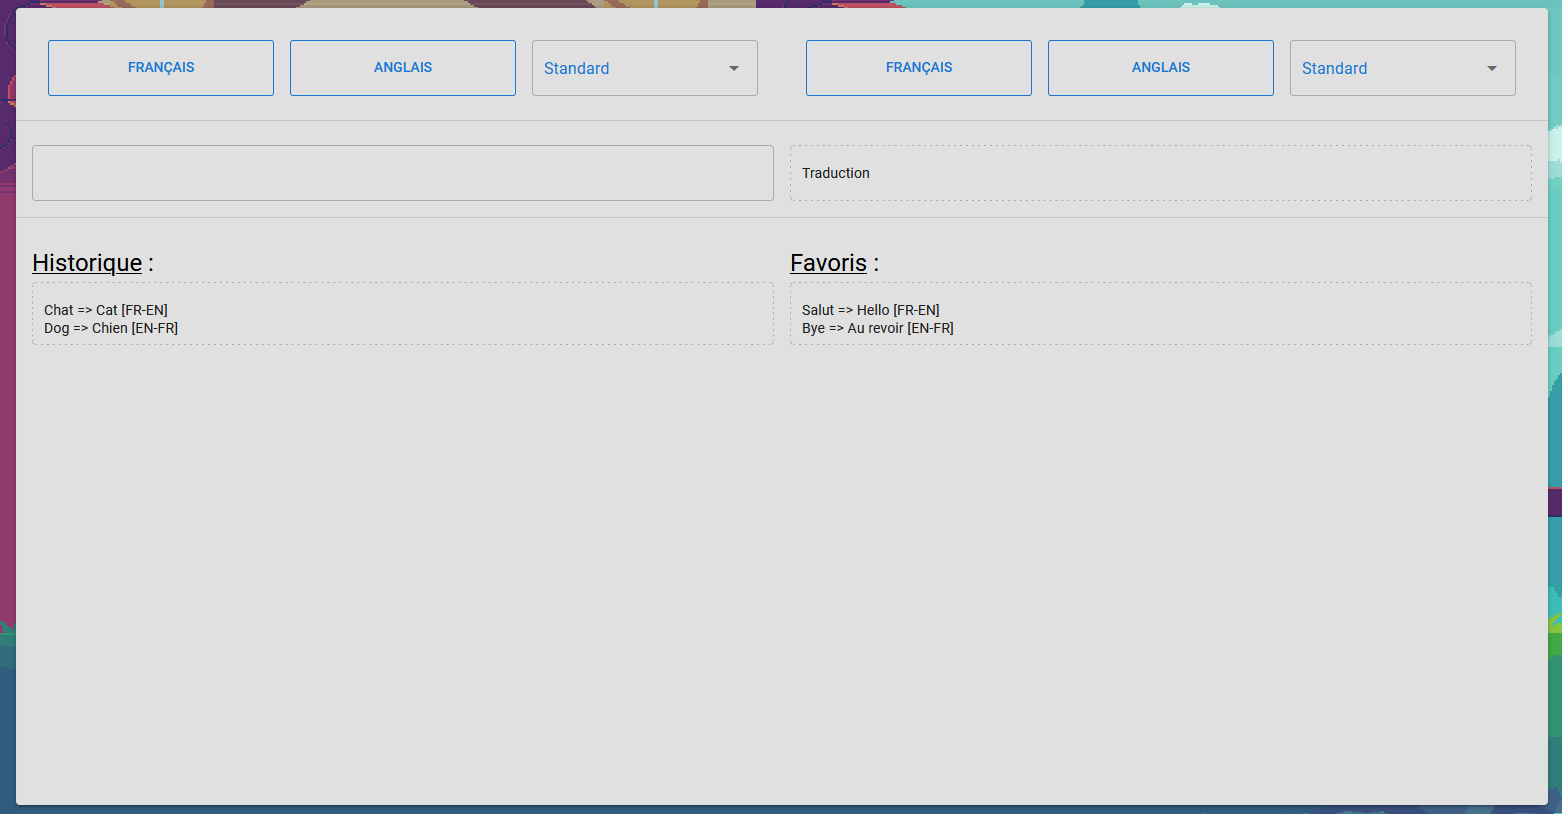 FRANÇAIS ANGLAIS Standard FRANÇAIS ANGLAIS Standard
Traduction
Historique :
Chat => Cat [FR-EN]
Dog => Chien [EN-FR]
Favoris :
Salut => Hello [FR-EN]
Bye => Au revoir [EN-FR]